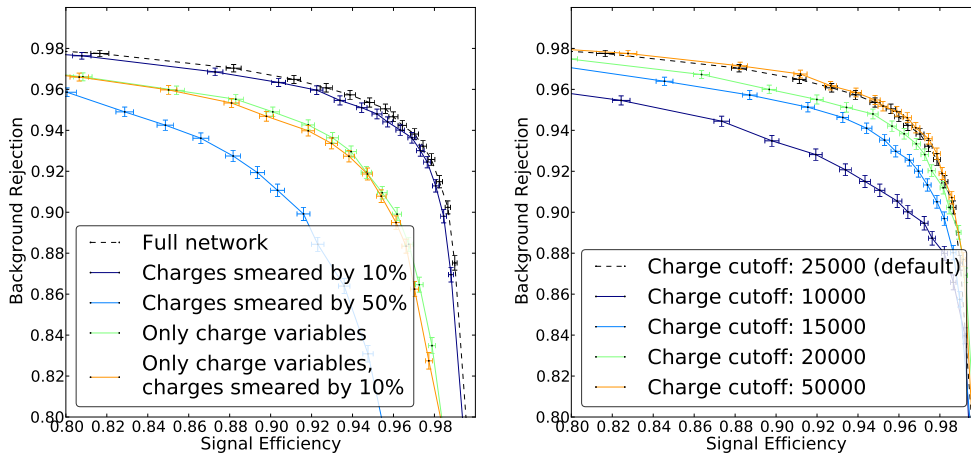 Background Rejection
0.98
0.96
0.94
0.92
0.90
0.88
0.86
0.84
0.82
0.80
0.80 0.82 0.84 0.86 0.88 0.90 0.92 0.94 0.96 0.98
Signal Efficiency
Full network
Charges smeared by 10%
Charges smeared by 50%
Only charge variables
Only charge variables,
charges smeared by 10%
Background Rejection
0.98
0.96
0.94
0.92
0.90
0.88
0.86
0.84
0.82
0.80
0.80 0.82 0.84 0.86 0.88 0.90 0.92 0.94 0.96 0.98
Signal Efficiency
Charge cutoff: 25000 (default)
Charge cutoff: 10000
Charge cutoff: 15000
Charge cutoff: 20000
Charge cutoff: 50000